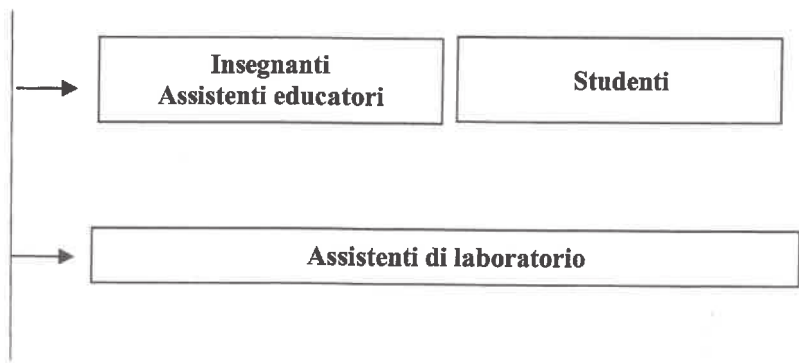 Insegnanti
Assistenti educatori
Studenti
Assistenti di laboratorio